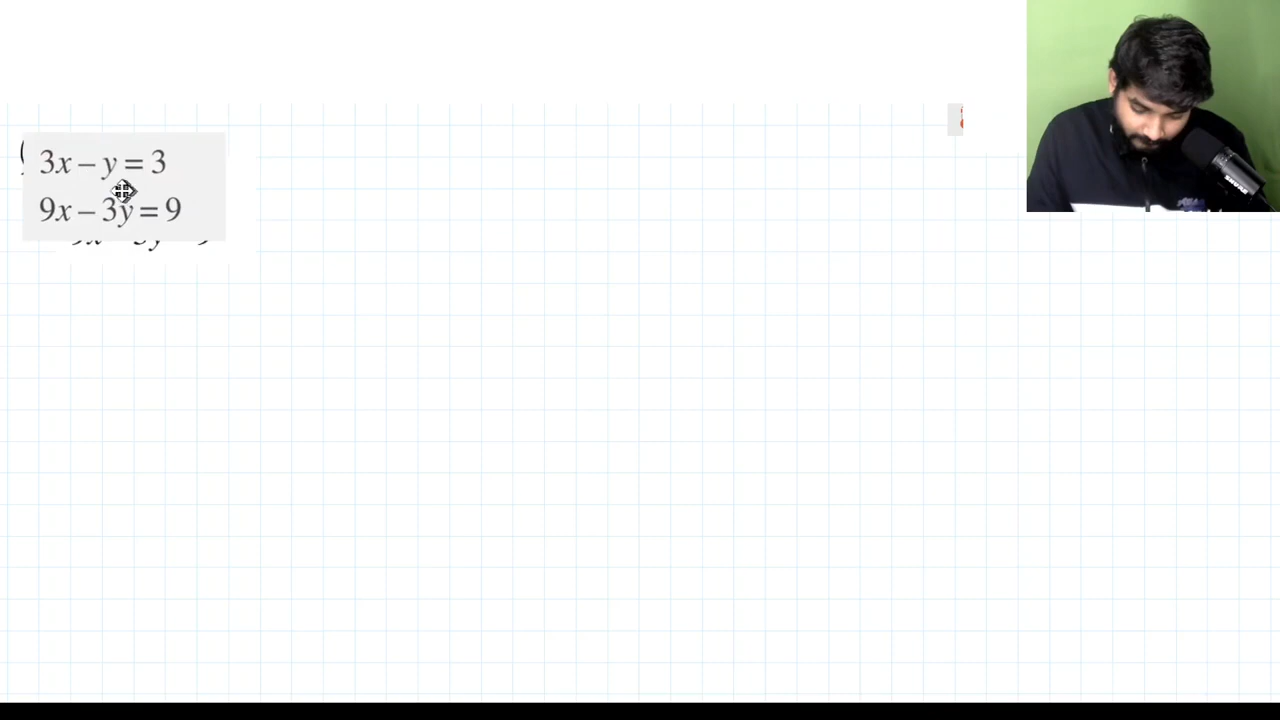 3x – y = 3
9x – 3y = 9